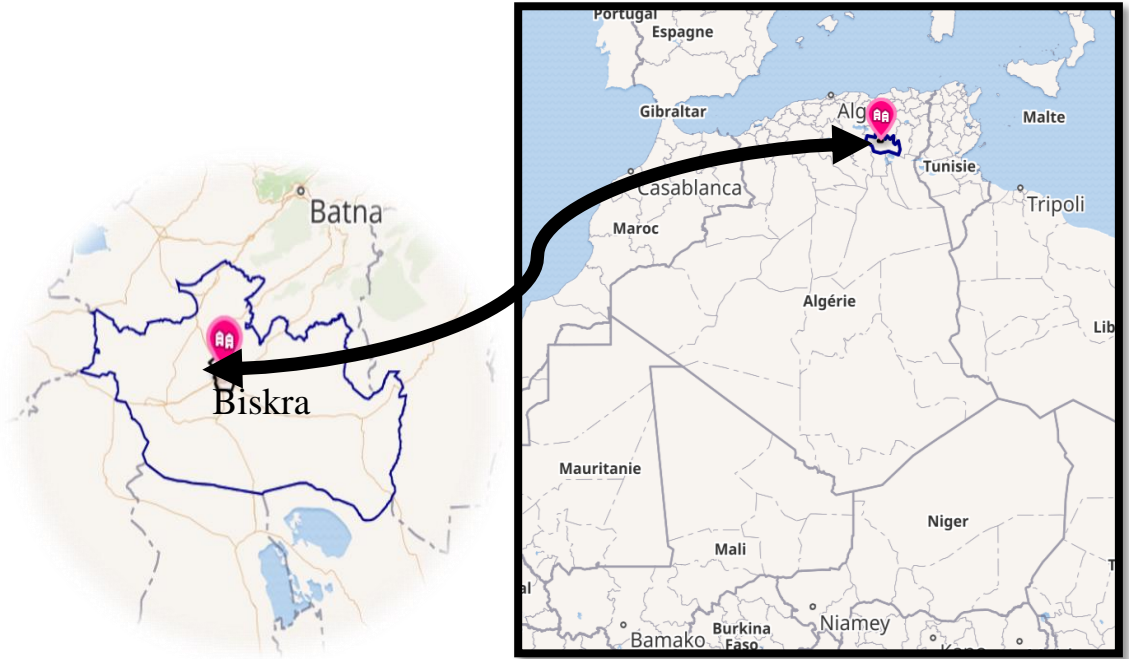 Batna
Biskra
Portugal
Espagne
Gibraltar
Alg
Malte
Tunisie
Casablanca
Tripoli
Maroc
Algérie
Lib
Mauritanie
Niger
Mali
al
Niamey
Bamako
Burkina
Faso